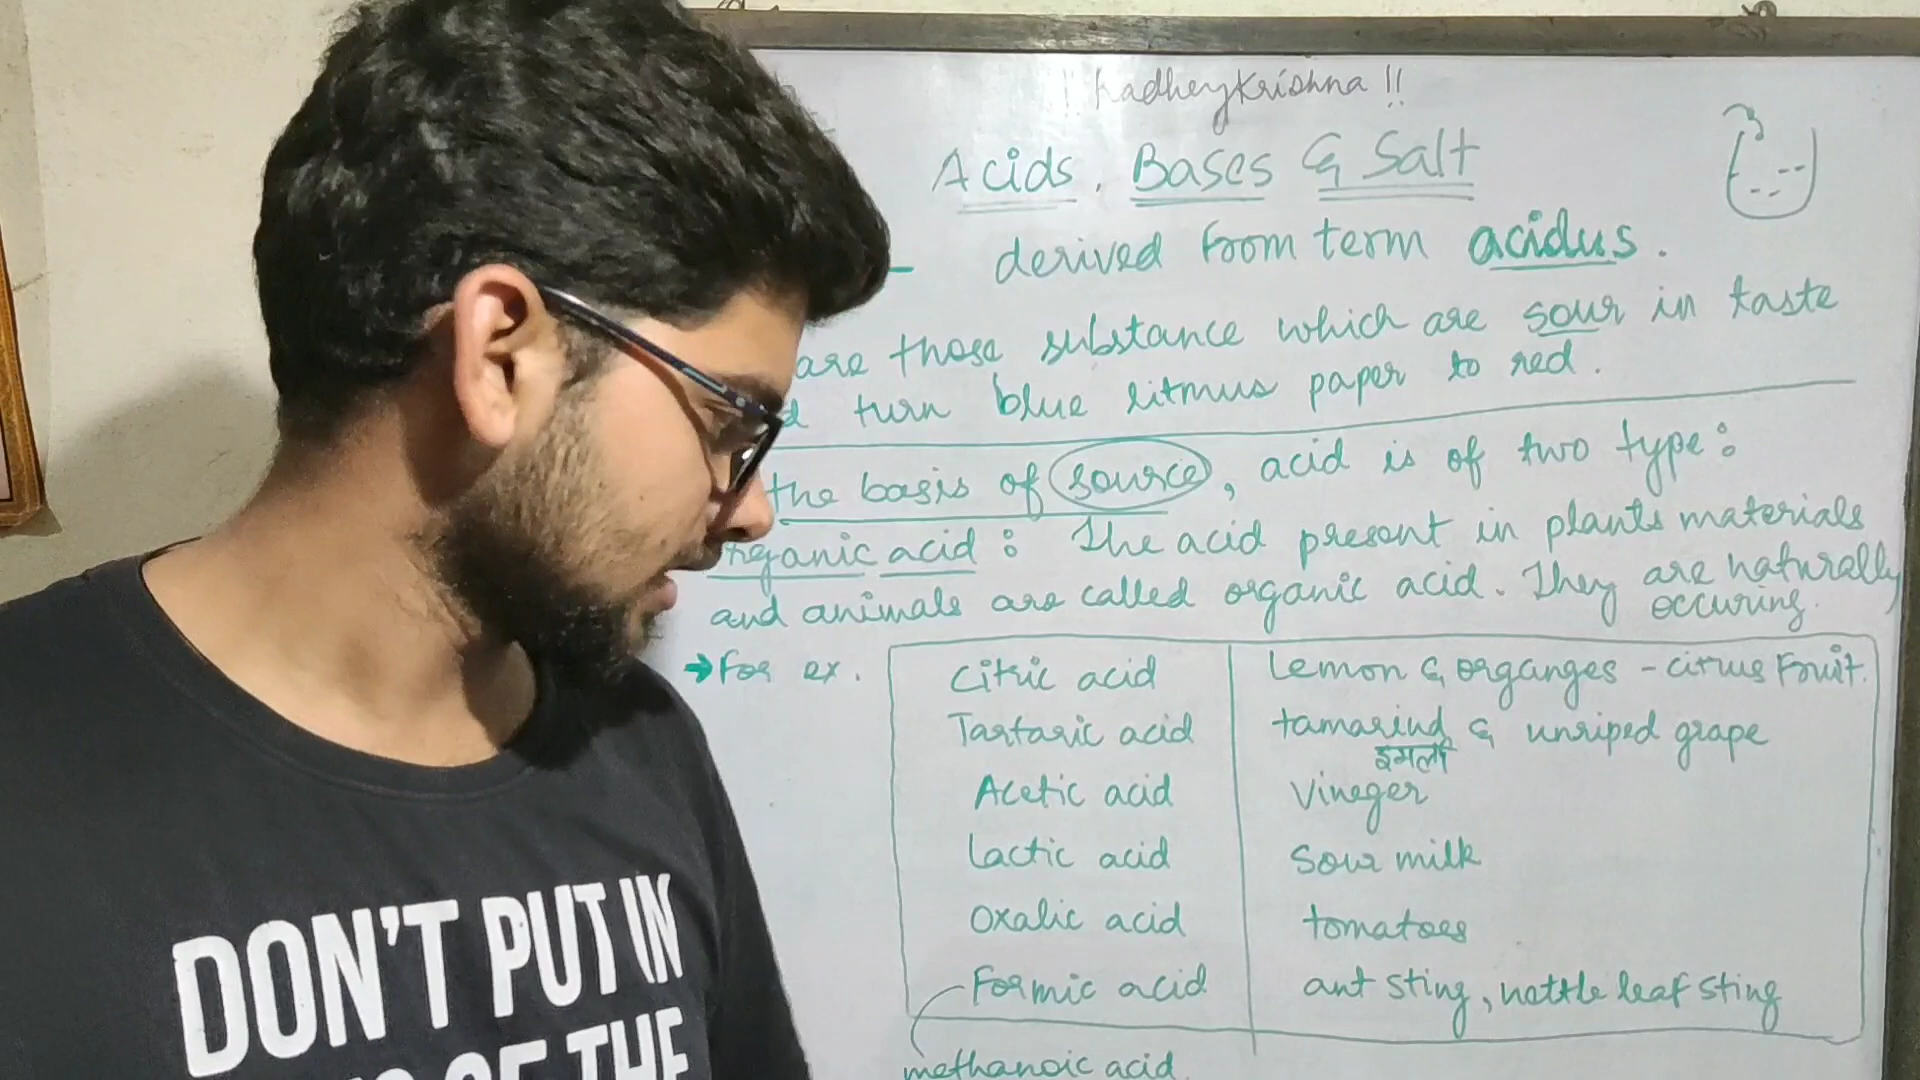 !! RadheyKrishna !!
Acids, Bases & Salt
- derived from term acidus.
are those substance which are sour in taste
turn blue litmus paper to red.
the basis of source, acid is of two type:
organic acid : The acid present in plants materials
and animals are called organic acid. They are naturally occuring.
→ For ex.
Citric acid Lemon & organges - citrus fruit.
Tartaric acid tamarind & unriped grape
इमली
Acetic acid Vineger
Lactic acid Sour milk
Oxalic acid tomatoes
Formic acid ant sting, nettle leaf sting
methanoic acid
DON'T PUT IN
OF THE